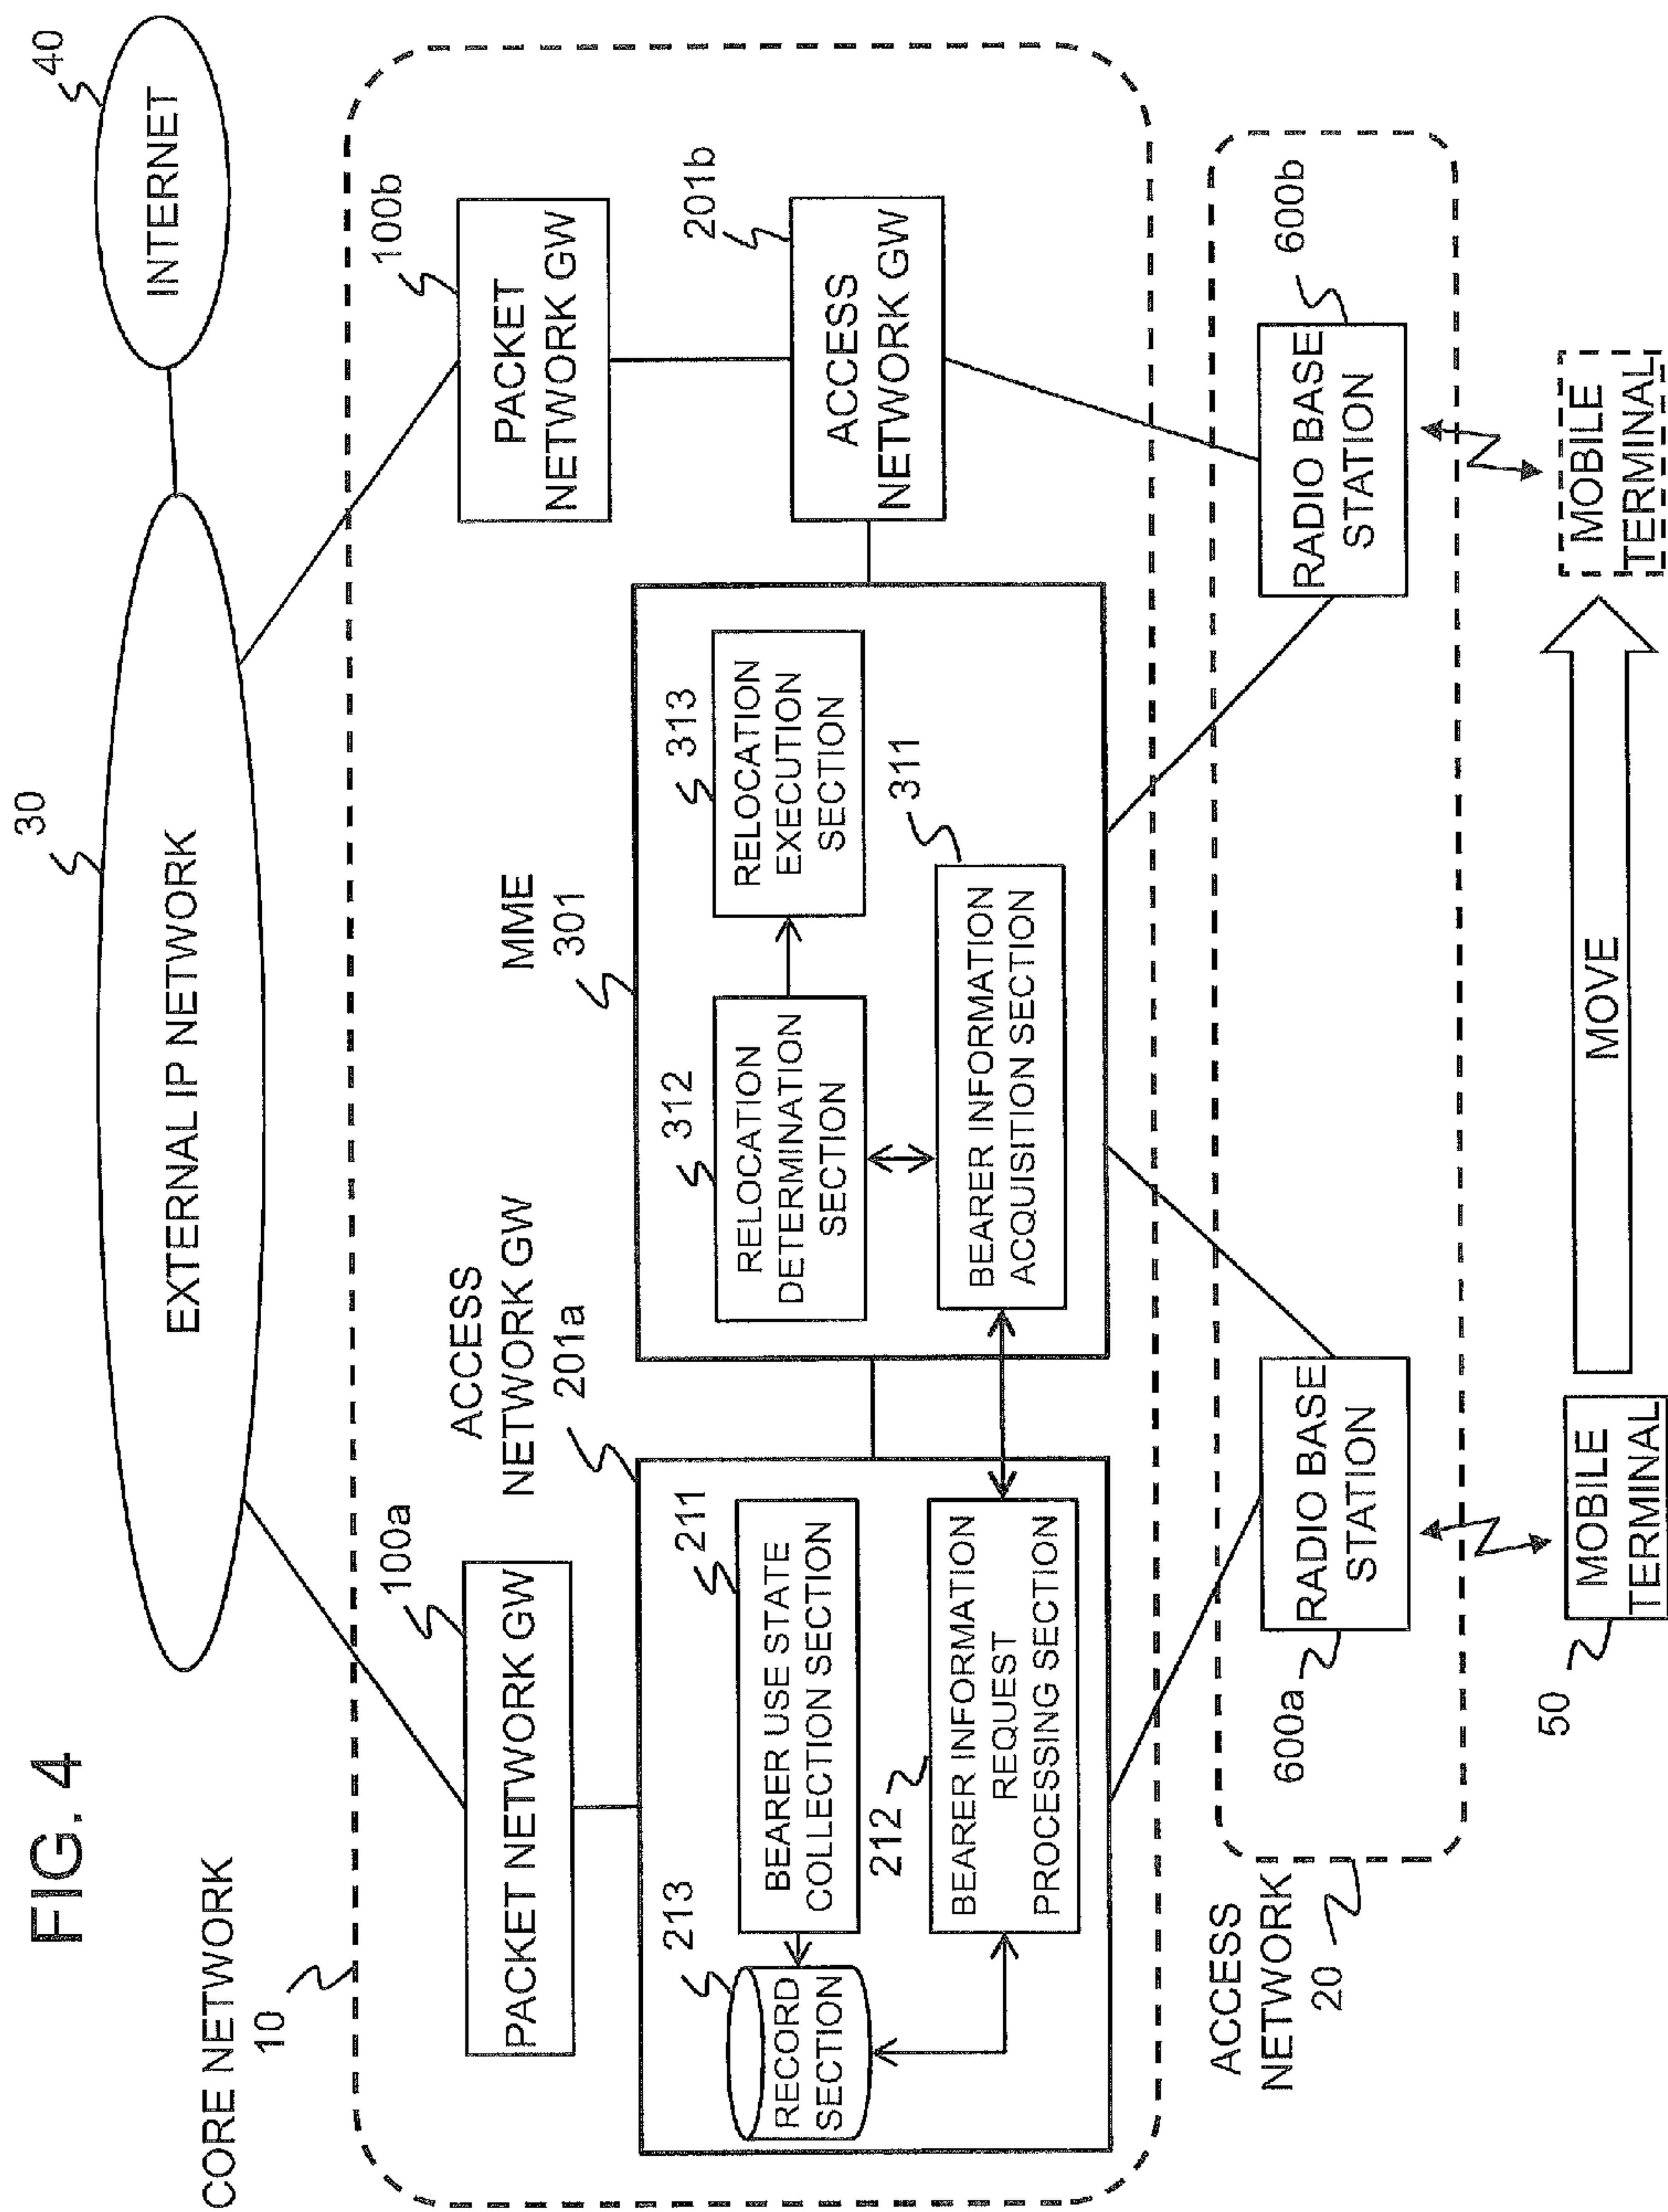 FIG. 4
30
40
EXTERNAL IP NETWORK
INTERNET
CORE NETWORK
10
100a
PACKET NETWORK GW
100b
PACKET
NETWORK GW
ACCESS
NETWORK GW
201a
MME
301
201b
ACCESS
NETWORK GW
213
RECORD
SECTION
211
BEARER USE STATE
COLLECTION SECTION
212
BEARER INFORMATION
REQUEST
PROCESSING SECTION
312
RELOCATION
DETERMINATION
SECTION
313
RELOCATION
EXECUTION
SECTION
311
BEARER INFORMATION
ACQUISITION SECTION
ACCESS
NETWORK
20
600a
RADIO BASE
STATION
600b
RADIO BASE
STATION
50
MOBILE
TERMINAL
MOVE
MOBILE
TERMINAL